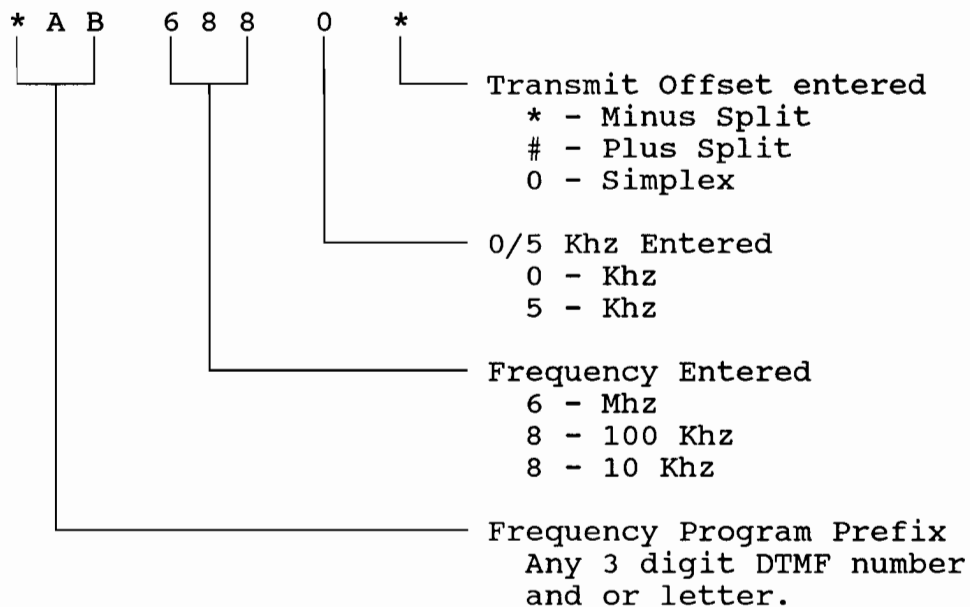 * A B 6 8 8 0 *
Transmit Offset entered
* - Minus Split
# - Plus Split
0 - Simplex
0/5 Khz Entered
0 - Khz
5 - Khz
Frequency Entered
6 - Mhz
8 - 100 Khz
8 - 10 Khz
Frequency Program Prefix
Any 3 digit DTMF number
and or letter.